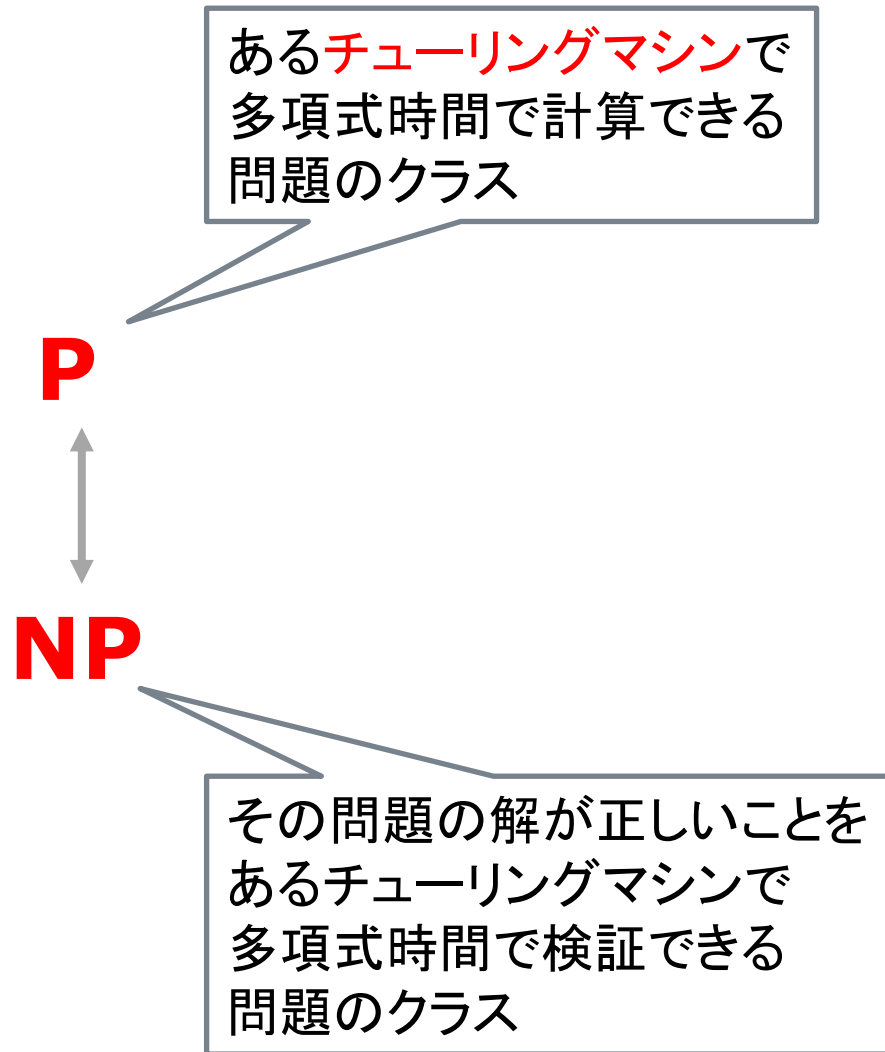 あるチューリングマシンで
多項式時間で計算できる
問題のクラス
P
NP
その問題の解が正しいことを
あるチューリングマシンで
多項式時間で検証できる
問題のクラス